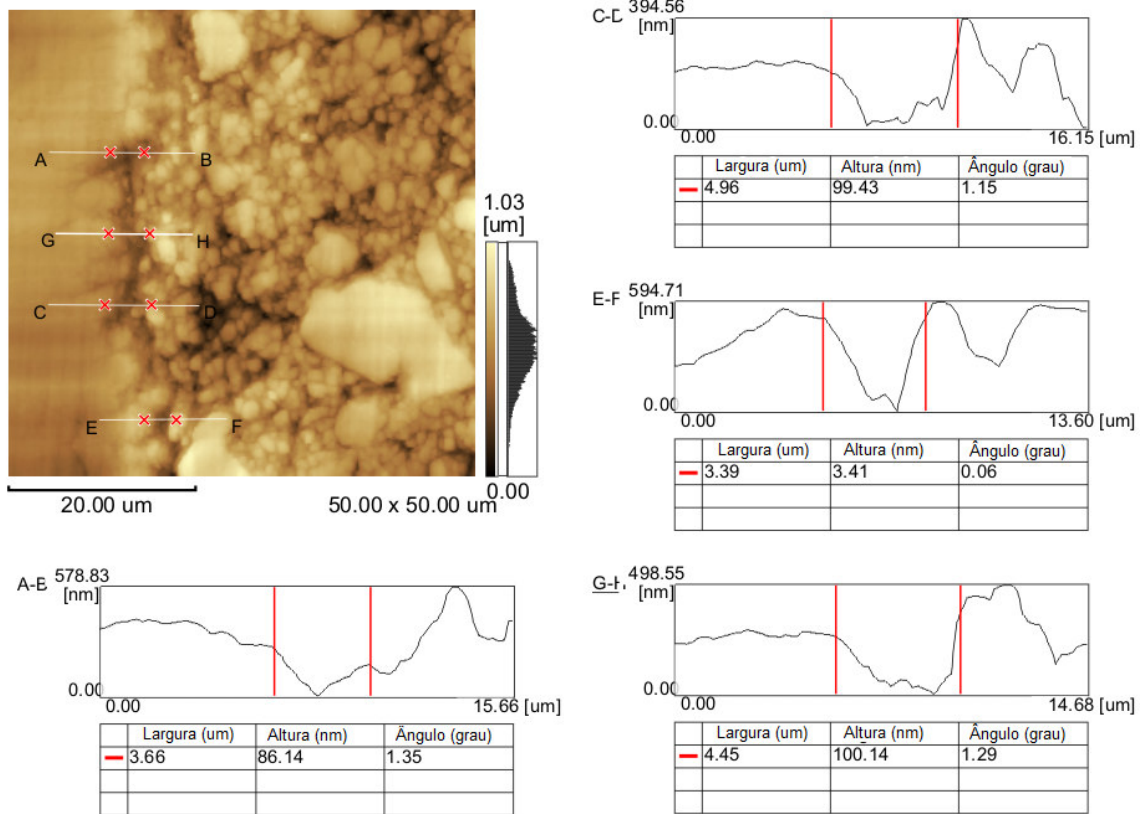 A
B
G
H
C
D
E
F
1.03
[um]
0.00
20.00 um
50.00 x 50.00 um
C-D
394.56
[nm]
0.00
0.00
16.15 [um]
Largura (um) Altura (nm) Ângulo (grau)
4.96 99.43 1.15
E-F
594.71
[nm]
0.00
0.00
13.60 [um]
Largura (um) Altura (nm) Ângulo (grau)
3.39 3.41 0.06
A-B
578.83
[nm]
0.00
0.00
15.66 [um]
Largura (um) Altura (nm) Ângulo (grau)
3.66 86.14 1.35
G-H
498.55
[nm]
0.00
0.00
14.68 [um]
Largura (um) Altura (nm) Ângulo (grau)
4.45 100.14 1.29